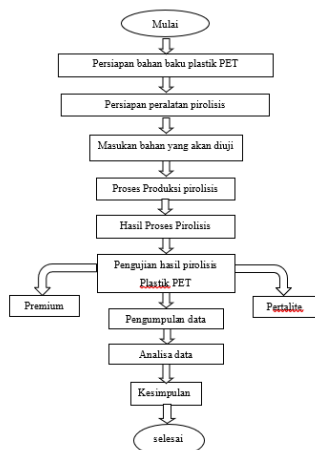 Mulai
Persiapan bahan baku plastik PET
Persiapan peralatan pirolisis
Masukan bahan yang akan diuji
Proses Produksi pirolisis
Hasil Proses Pirolisis
Pengujian hasil pirolisis
Plastik PET
Premium
Pertalite
Pengumpulan data
Analisa data
Kesimpulan
selesai